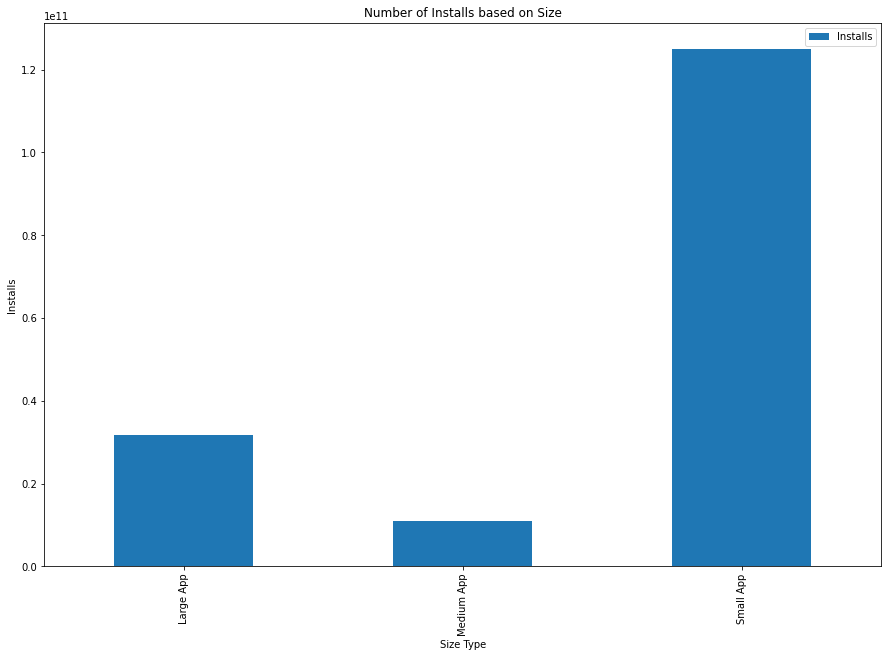 Number of Installs based on Size
1e11
Installs
1.2
1.0
0.8
0.6
0.4
0.2
0.0
Installs
Large App
Medium App
Small App
Size Type